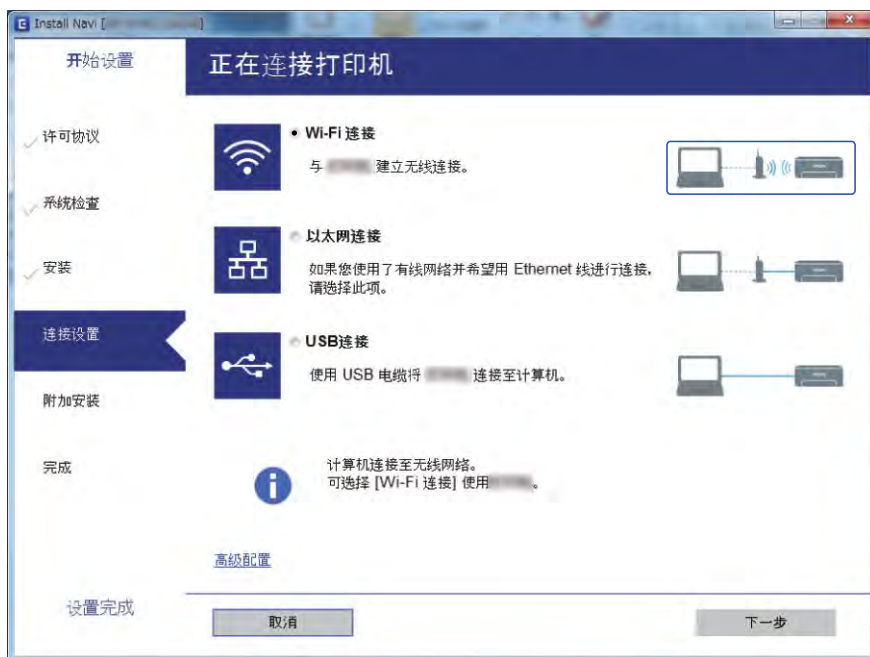 Install Navi [ ]
开始设置
正在连接打印机
许可协议
系统检查
安装
连接设置
附加安装
完成
设置完成
Wi-Fi 连接
与 建立无线连接。
以太网连接
如果您使用了有线网络并希望用 Ethernet 线进行连接，
请选择此项。
USB连接
使用 USB 电缆将 连接至计算机。
计算机连接至无线网络。
可选择 [Wi-Fi 连接] 使用 。
高级配置
取消
下一步